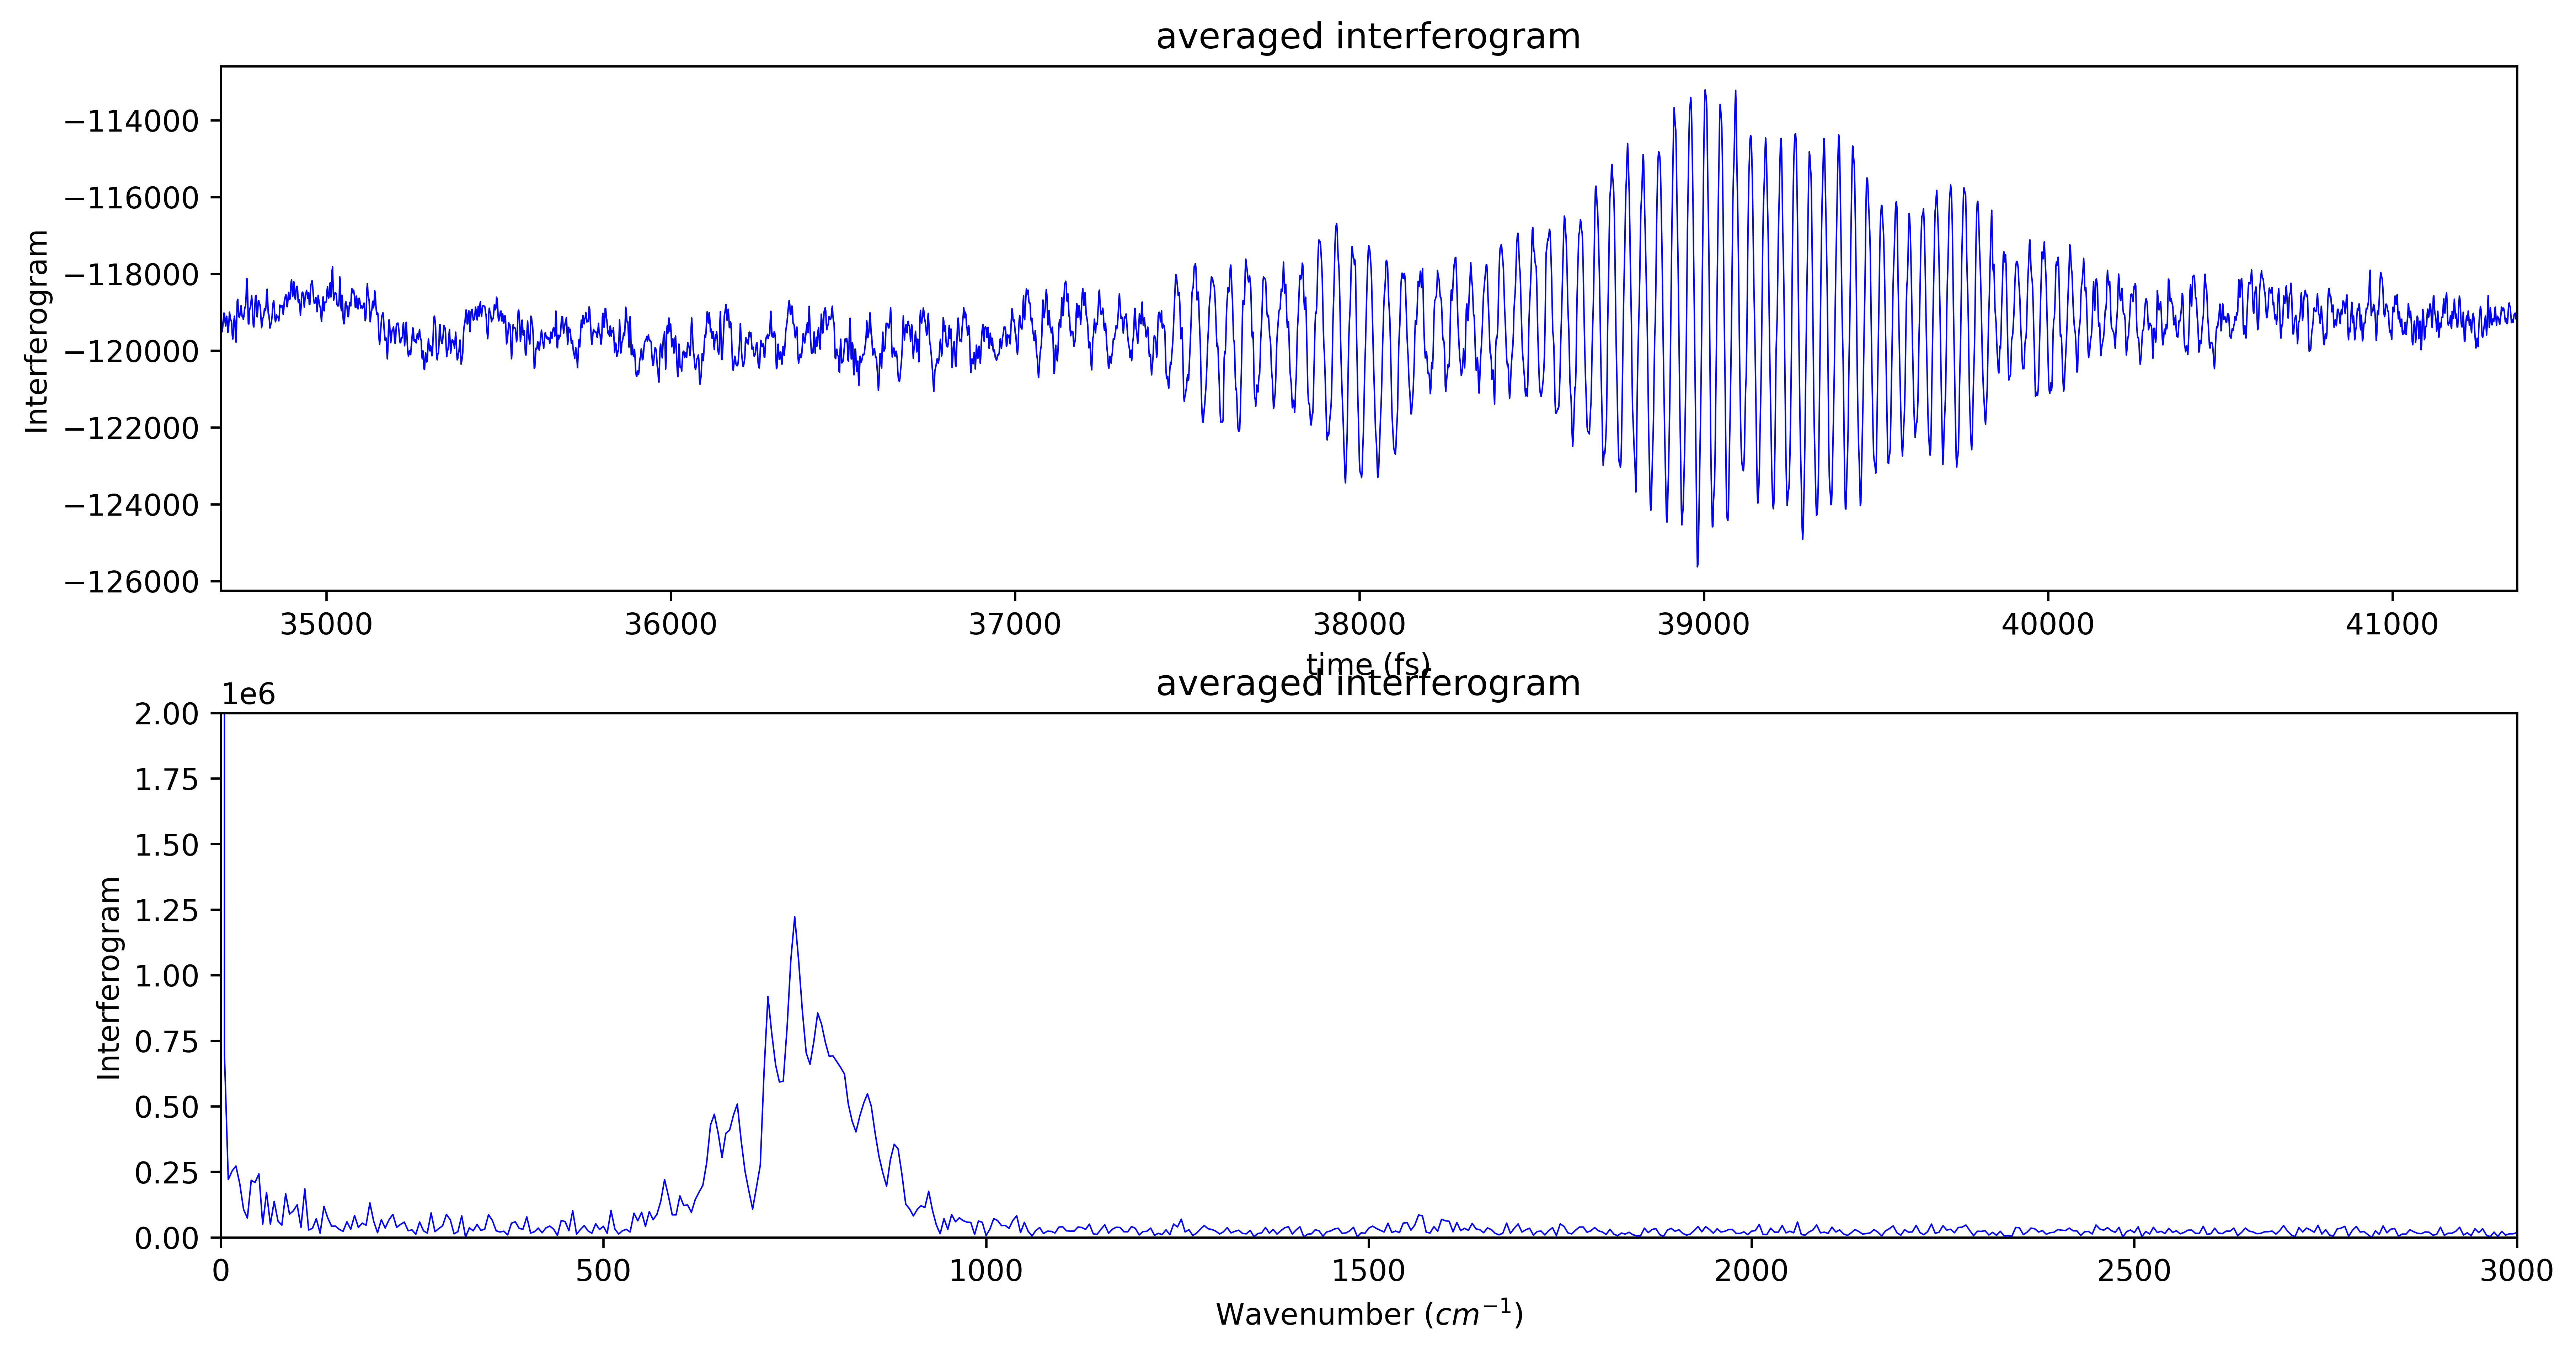 averaged interferogram
−114000
−116000
−118000
−120000
−122000
−124000
−126000
Interferogram
35000 36000 37000 38000 39000 40000 41000
time (fs)
averaged interferogram
1e6
2.00
1.75
1.50
1.25
1.00
0.75
0.50
0.25
0.00
Interferogram
0 500 1000 1500 2000 2500 3000
Wavenumber (cm⁻¹)